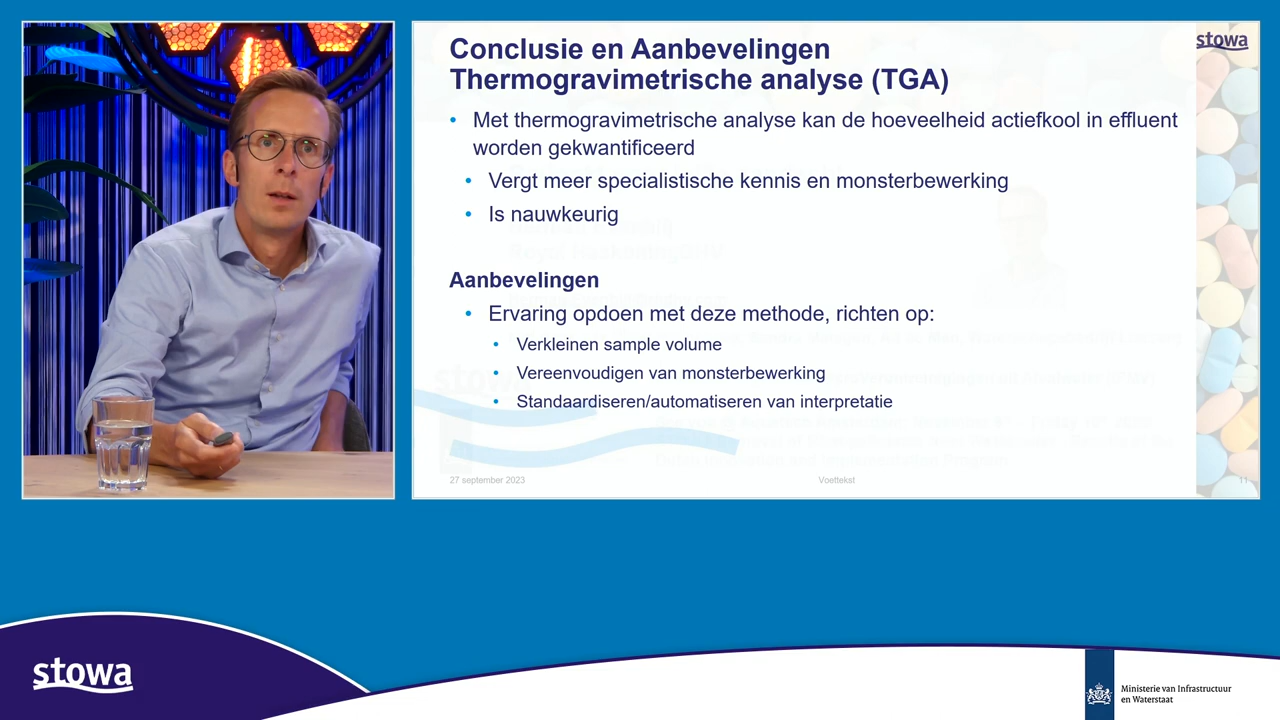 Conclusie en Aanbevelingen
Thermogravimetrische analyse (TGA)
stowa
• Met thermogravimetrische analyse kan de hoeveelheid actiefkool in effluent
worden gekwantificeerd
• Vergt meer specialistische kennis en monsterbewerking
• Is nauwkeurig
Aanbevelingen
• Ervaring opdoen met deze methode, richten op:
• Verkleinen sample volume
• Vereenvoudigen van monsterbewerking
• Standaardiseren/automatiseren van interpretatie
27 september 2023
Voettekst
11
stowa
Ministerie van Infrastructuur
en Waterstaat